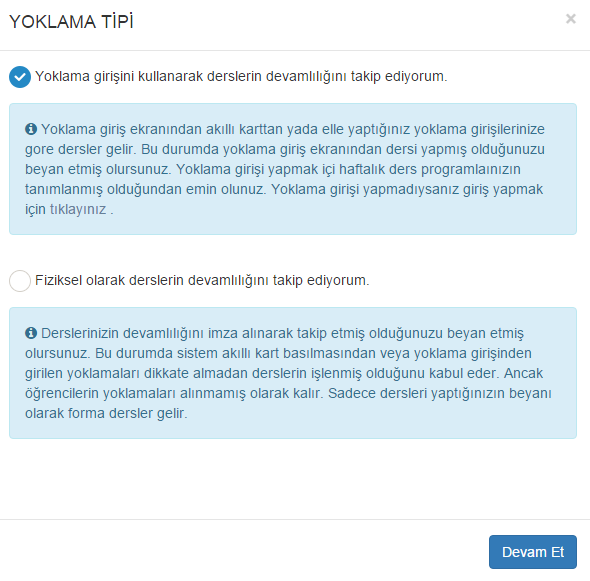 YOKLAMA TİPİ
×
Yoklama girişini kullanarak derslerin devamlılığını takip ediyorum.
Yoklama giriş ekranından akıllı karttan yada elle yaptığınız yoklama girişilerinize
gore dersler gelir. Bu durumda yoklama giriş ekranından dersi yapmış olduğunuzu
beyan etmiş olursunuz. Yoklama girişi yapmak içi haftalık ders programlaınızın
tanımlanmış olduğundan emin olunuz. Yoklama girişi yapmadıysanız giriş yapmak
için tıklayınız .
Fiziksel olarak derslerin devamlılığını takip ediyorum.
Derslerinizin devamlılığını imza alınarak takip etmiş olduğunuzu beyan etmiş
olursunuz. Bu durumda sistem akıllı kart basılmasından veya yoklama girişinden
girilen yoklamaları dikkate almadan derslerin işlenmiş olduğunu kabul eder. Ancak
öğrencilerin yoklamaları alınmamış olarak kalır. Sadece dersleri yaptığınızın beyanı
olarak forma dersler gelir.
Devam Et